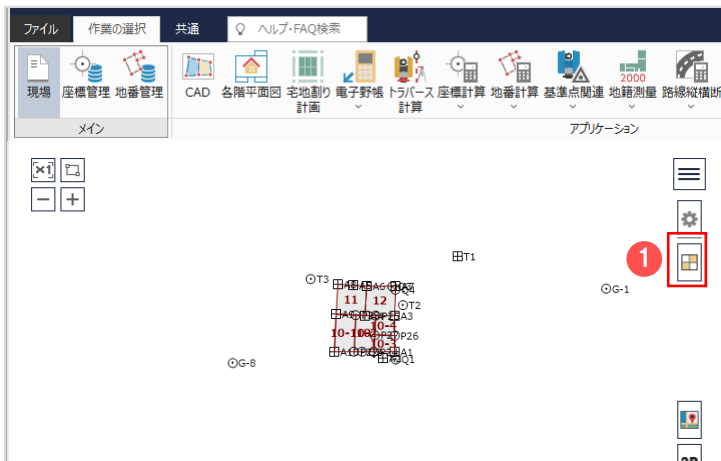 ファイル 作業の選択 共通 ヘルプ・FAQ検索
現場 座標管理 地番管理 CAD 各階平面図 宅地割り 電子野帳 トラバース 座標計算 地番計算 基準点関連 2000 地籍測量 路線縦横断
計画 計算
メイン アプリケーション
×1
1
T1
T3
G-1
A6
11 12
T2
A3
10-4
P26
10-3
G-8
A1
Q1